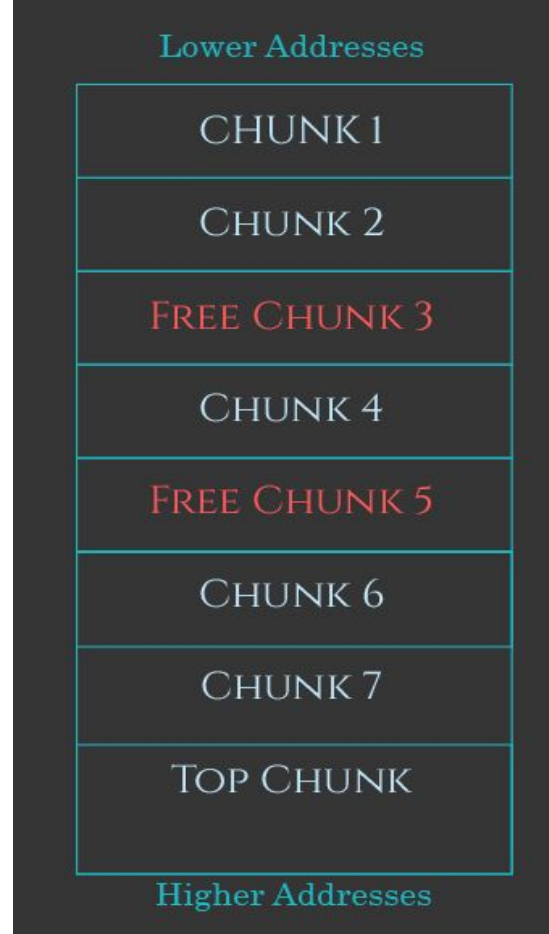 Lower Addresses
CHUNK 1
CHUNK 2
FREE CHUNK 3
CHUNK 4
FREE CHUNK 5
CHUNK 6
CHUNK 7
TOP CHUNK
Higher Addresses